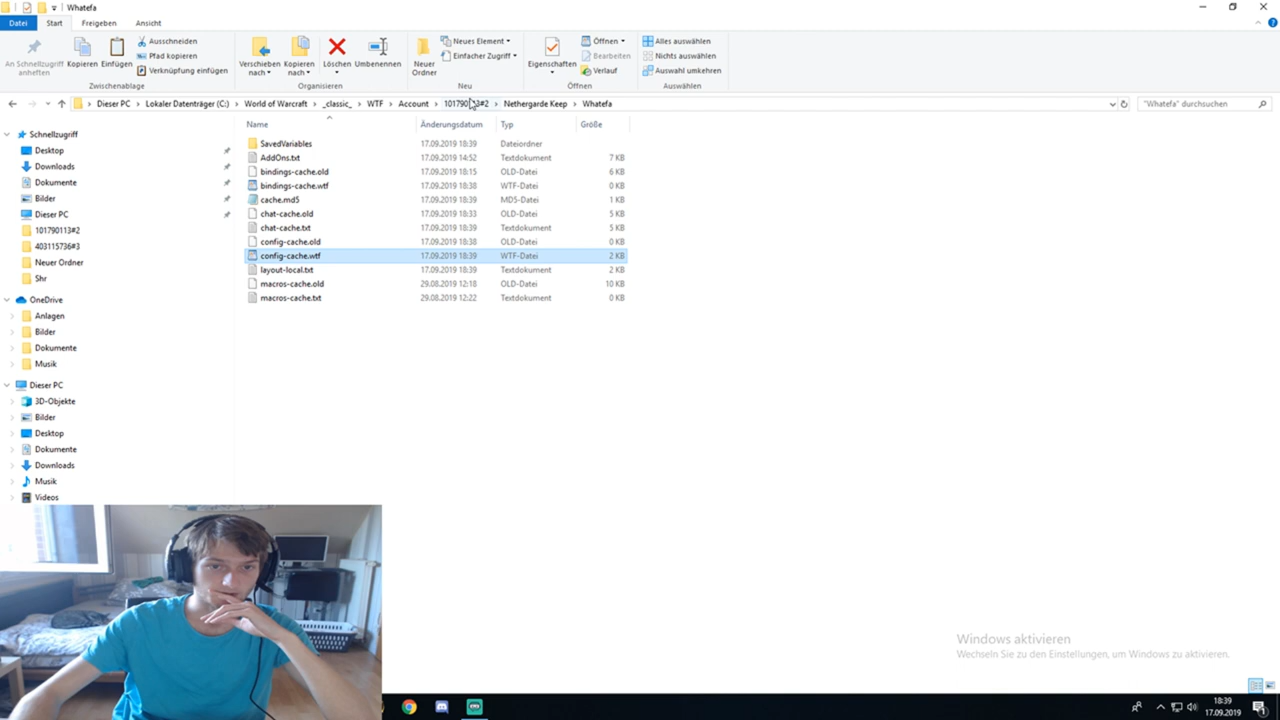 Whatefa
Datei Start Freigeben Ansicht
An Schnellzugriff anheften
Kopieren
Einfügen
Ausschneiden
Pfad kopieren
Verknüpfung einfügen
Zwischenablage
Verschieben nach
Kopieren nach
Löschen
Umbenennen
Organisieren
Neuer Ordner
Neues Element
Einfacher Zugriff
Neu
Eigenschaften
Öffnen
Bearbeiten
Verlauf
Öffnen
Alles auswählen
Nichts auswählen
Auswahl umkehren
Auswählen
Dieser PC › Lokaler Datenträger (C:) › World of Warcraft › _classic_ › WTF › Account › 101790113#2 › Nethergarde Keep › Whatefa
"Whatefa" durchsuchen
Name Änderungsdatum Typ Größe
SavedVariables 17.09.2019 18:39 Dateiordner
AddOns.txt 17.09.2019 14:52 Textdokument 7 KB
bindings-cache.old 17.09.2019 18:15 OLD-Datei 6 KB
bindings-cache.wtf 17.09.2019 18:38 WTF-Datei 0 KB
cache.md5 17.09.2019 18:39 MD5-Datei 1 KB
chat-cache.old 17.09.2019 18:33 OLD-Datei 5 KB
chat-cache.txt 17.09.2019 18:39 Textdokument 5 KB
config-cache.old 17.09.2019 18:38 OLD-Datei 0 KB
config-cache.wtf 17.09.2019 18:39 WTF-Datei 2 KB
layout-local.txt 17.09.2019 18:39 Textdokument 2 KB
macros-cache.old 29.08.2019 12:18 OLD-Datei 10 KB
macros-cache.txt 29.08.2019 12:22 Textdokument 0 KB
Schnellzugriff
Desktop
Downloads
Dokumente
Bilder
Dieser PC
101790113#2
403115736#3
Neuer Ordner
Shr
OneDrive
Anlagen
Bilder
Dokumente
Musik
Dieser PC
3D-Objekte
Bilder
Desktop
Dokumente
Downloads
Musik
Videos
Windows aktivieren
Wechseln Sie zu den Einstellungen, um Windows zu aktivieren.
18:39
17.09.2019